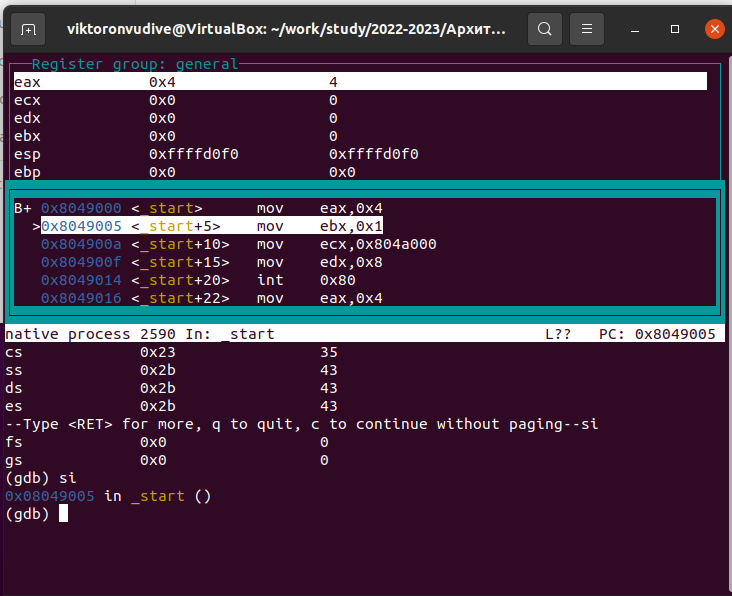 viktoronvudive@VirtualBox: ~/work/study/2022-2023/Архит...
Register group: general
eax 0x4 4
ecx 0x0 0
edx 0x0 0
ebx 0x0 0
esp 0xffffd0f0 0xffffd0f0
ebp 0x0 0x0
B+ 0x8049000 <_start> mov eax,0x4
>0x8049005 <_start+5> mov ebx,0x1
0x804900a <_start+10> mov ecx,0x804a000
0x804900f <_start+15> mov edx,0x8
0x8049014 <_start+20> int 0x80
0x8049016 <_start+22> mov eax,0x4
native process 2590 In: _start L?? PC: 0x8049005
cs 0x23 35
ss 0x2b 43
ds 0x2b 43
es 0x2b 43
--Type <RET> for more, q to quit, c to continue without paging--si
fs 0x0 0
gs 0x0 0
(gdb) si
0x08049005 in _start ()
(gdb)